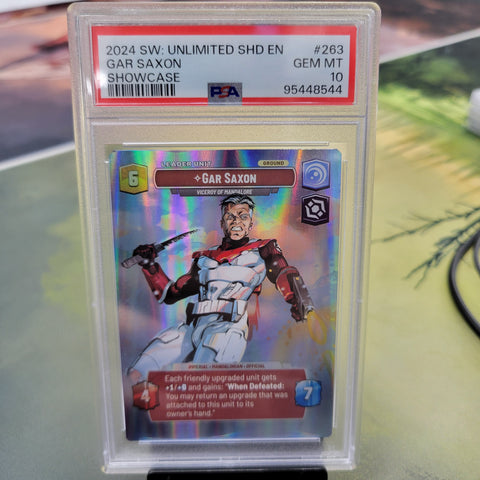 2024 SW: UNLIMITED SHD EN #263
GAR SAXON GEM MT
SHOWCASE 10
PSA 95448544
LEADER UNIT GROUND
6
GAR SAXON
VICEROY OF MANDALORE
IMPERIAL • MANDALORIAN • OFFICIAL
Each friendly upgraded unit gets
+1/+0 and gains: "When Defeated:
You may return an upgrade that was
attached to this unit to its
owner's hand."
4
7